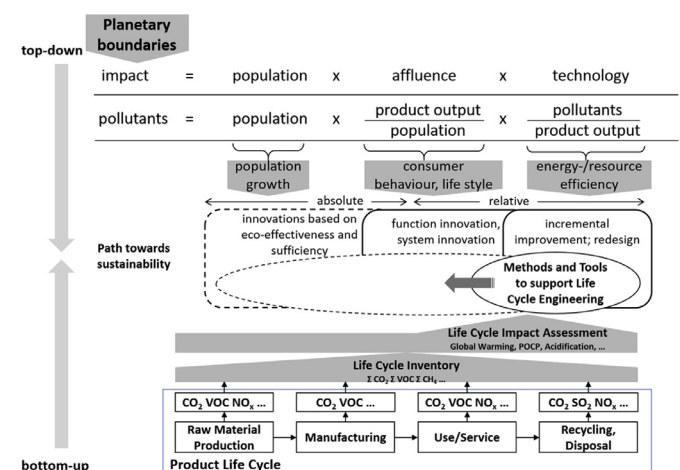 Planetary
boundaries
top-down
impact = population x affluence x technology
pollutants = population x product output / population x pollutants / product output
population
growth
consumer
behaviour, life style
energy-/resource
efficiency
absolute
relative
innovations based on
eco-effectiveness and
sufficiency
function innovation,
system innovation
incremental
improvement; redesign
Path towards
sustainability
Methods and Tools
to support Life
Cycle Engineering
Life Cycle Impact Assessment
Global Warming, POCP, Acidification, ...
Life Cycle Inventory
Σ CO₂ Σ VOC Σ CH₄ ...
CO₂ VOC NOₓ ...
CO₂ VOC ...
CO₂ VOC NOₓ ...
CO₂ SO₂ NOₓ ...
Raw Material
Production
Manufacturing
Use/Service
Recycling,
Disposal
Product Life Cycle
bottom-up